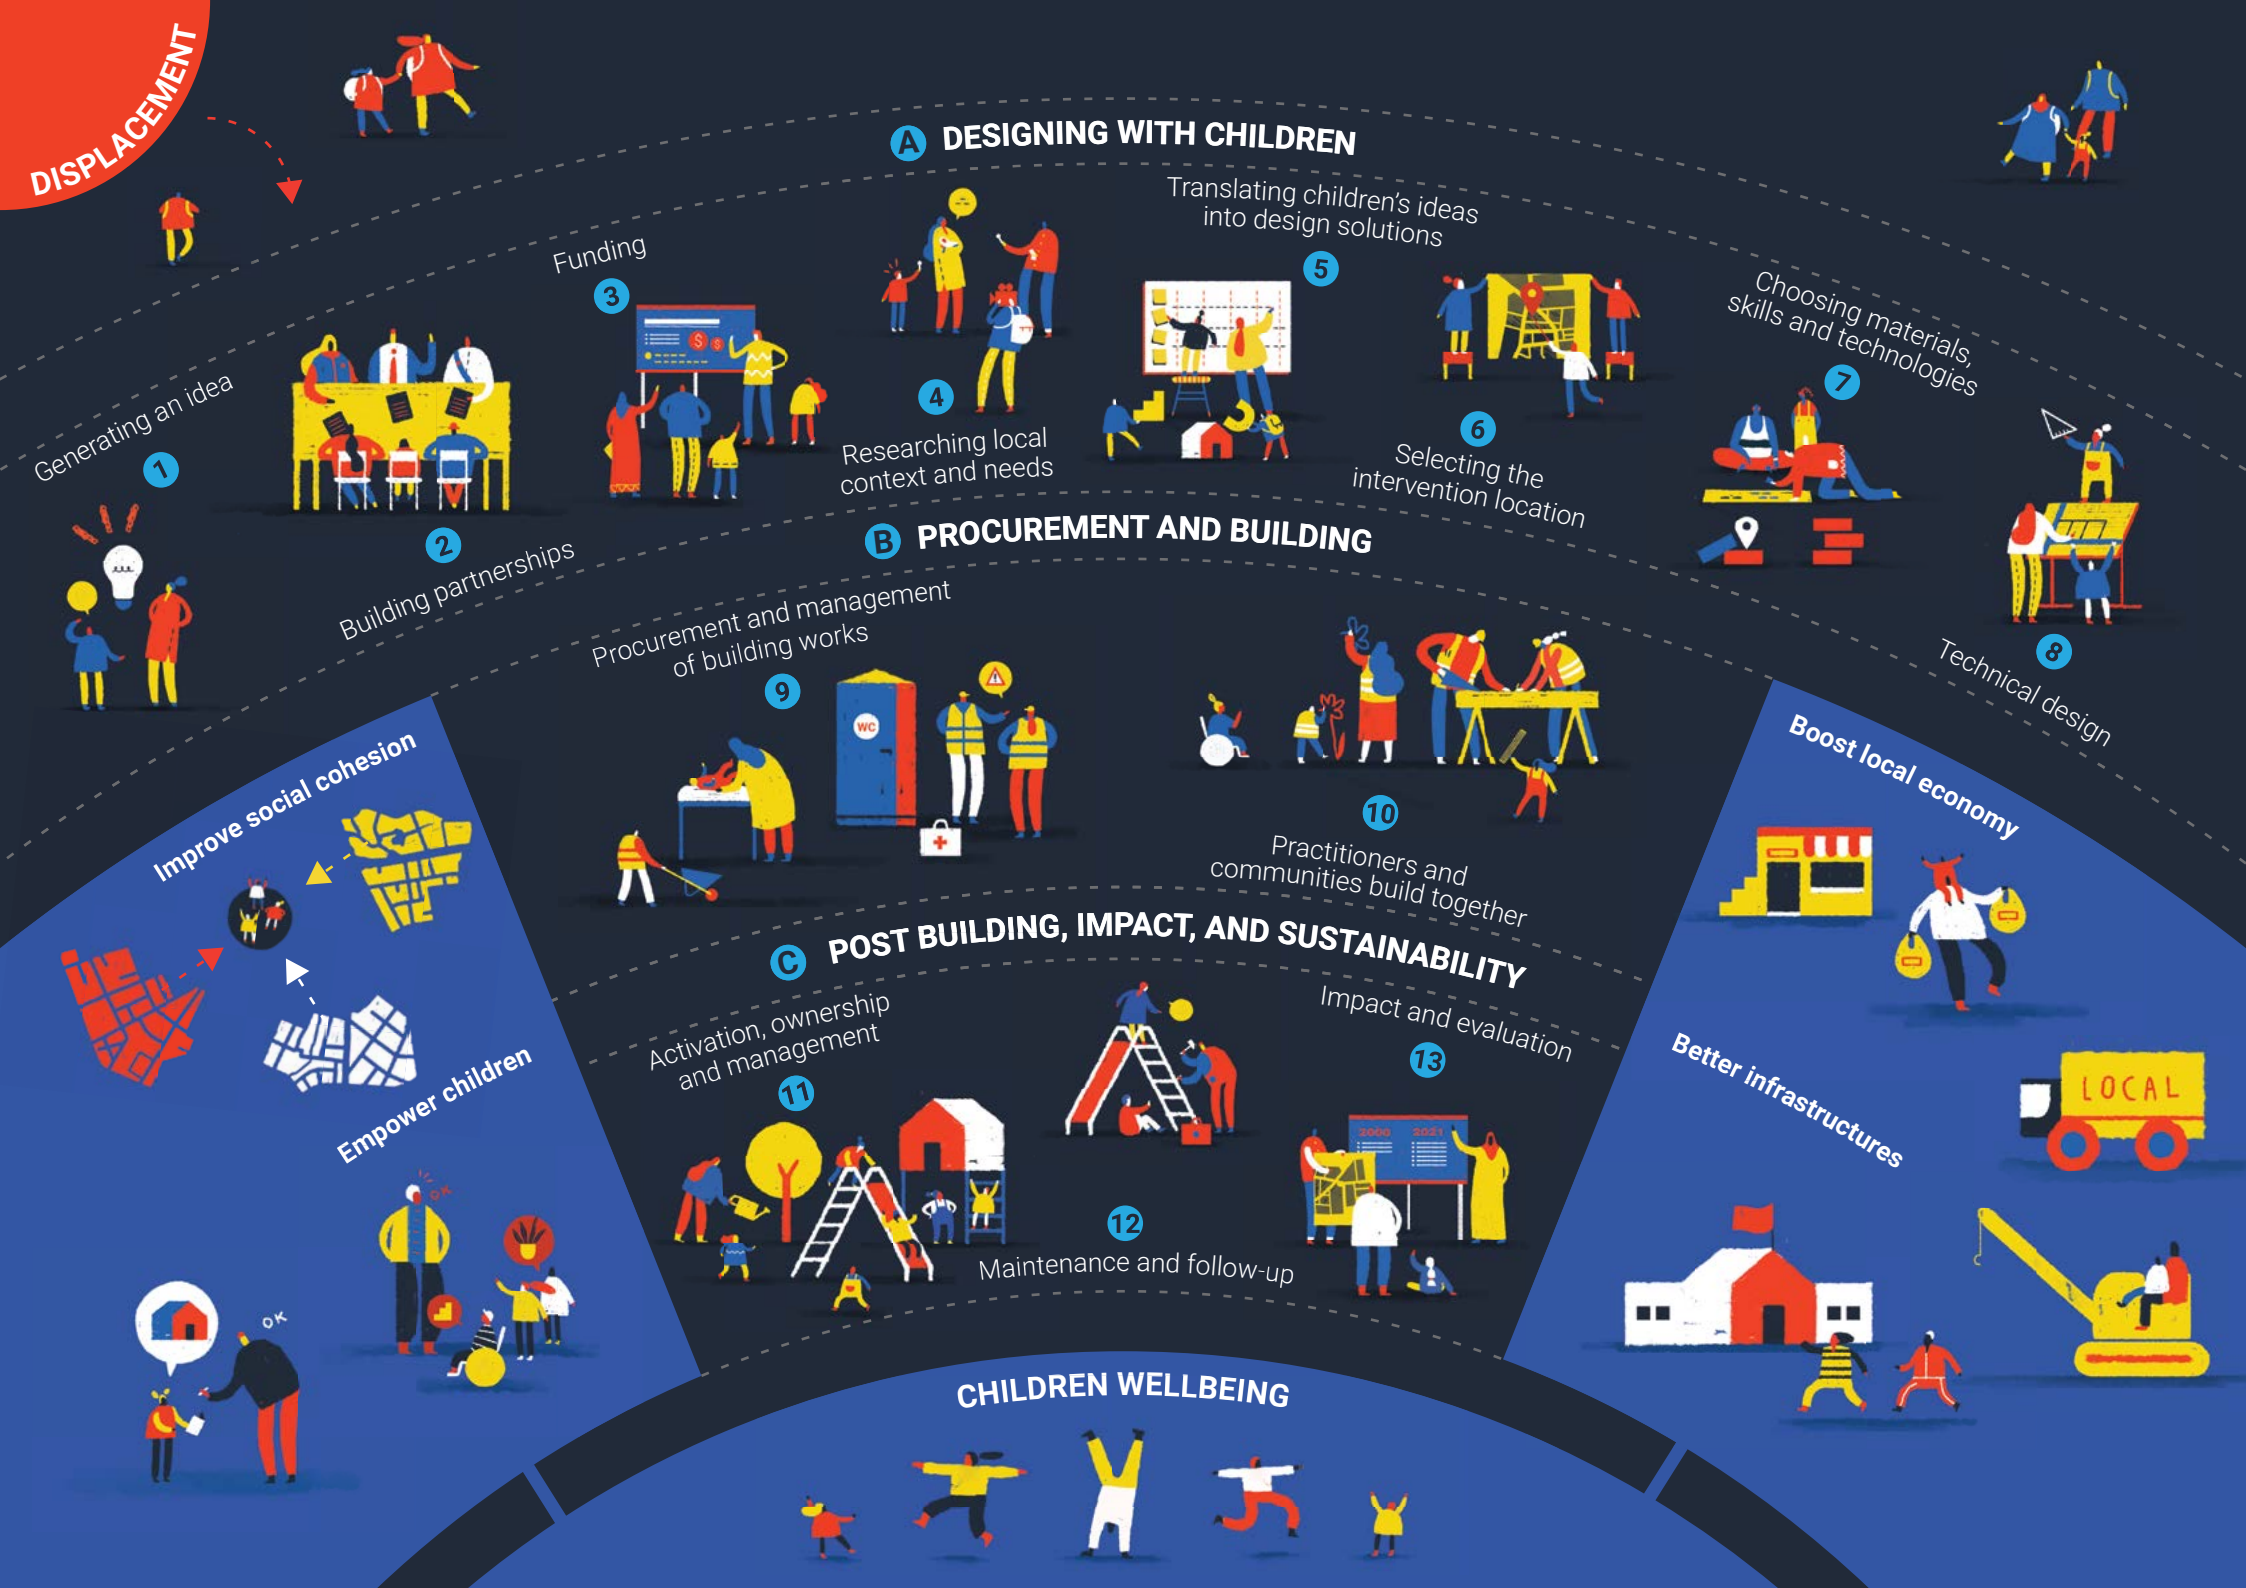 DISPLACEMENT
A DESIGNING WITH CHILDREN
Generating an idea
1
2
Building partnerships
Funding
3
4
Researching local
context and needs
Translating children's ideas
into design solutions
5
6
Selecting the
intervention location
Choosing materials,
skills and technologies
7
8
Technical design
B PROCUREMENT AND BUILDING
Procurement and management
of building works
9
WC
10
Practitioners and
communities build together
C POST BUILDING, IMPACT, AND SUSTAINABILITY
Activation, ownership
and management
11
12
Maintenance and follow-up
Impact and evaluation
13
2000 2021
Improve social cohesion
Empower children
OK
OK
Boost local economy
LOCAL
Better infrastructures
CHILDREN WELLBEING